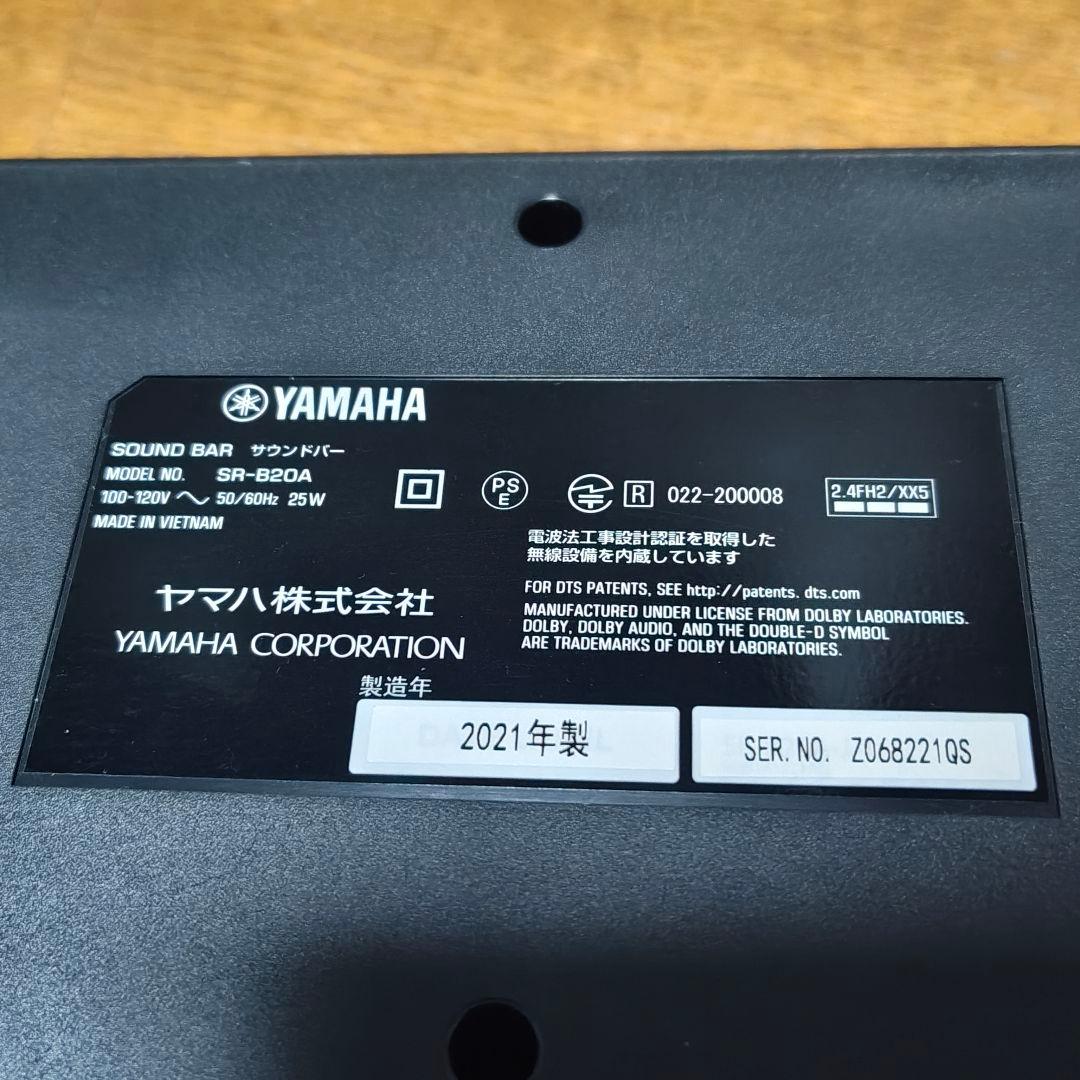 YAMAHA
SOUND BAR サウンドバー
MODEL NO. SR-B20A
100-120V ~ 50/60Hz 25W
MADE IN VIETNAM
PS
E
R 022-200008
2.4FH2/XX5
電波法工事設計認証を取得した
無線設備を内蔵しています
FOR DTS PATENTS, SEE http://patents. dts.com
MANUFACTURED UNDER LICENSE FROM DOLBY LABORATORIES.
DOLBY, DOLBY AUDIO, AND THE DOUBLE-D SYMBOL
ARE TRADEMARKS OF DOLBY LABORATORIES.
ヤマハ株式会社
YAMAHA CORPORATION
製造年
2021年製
SER. NO. Z068221QS